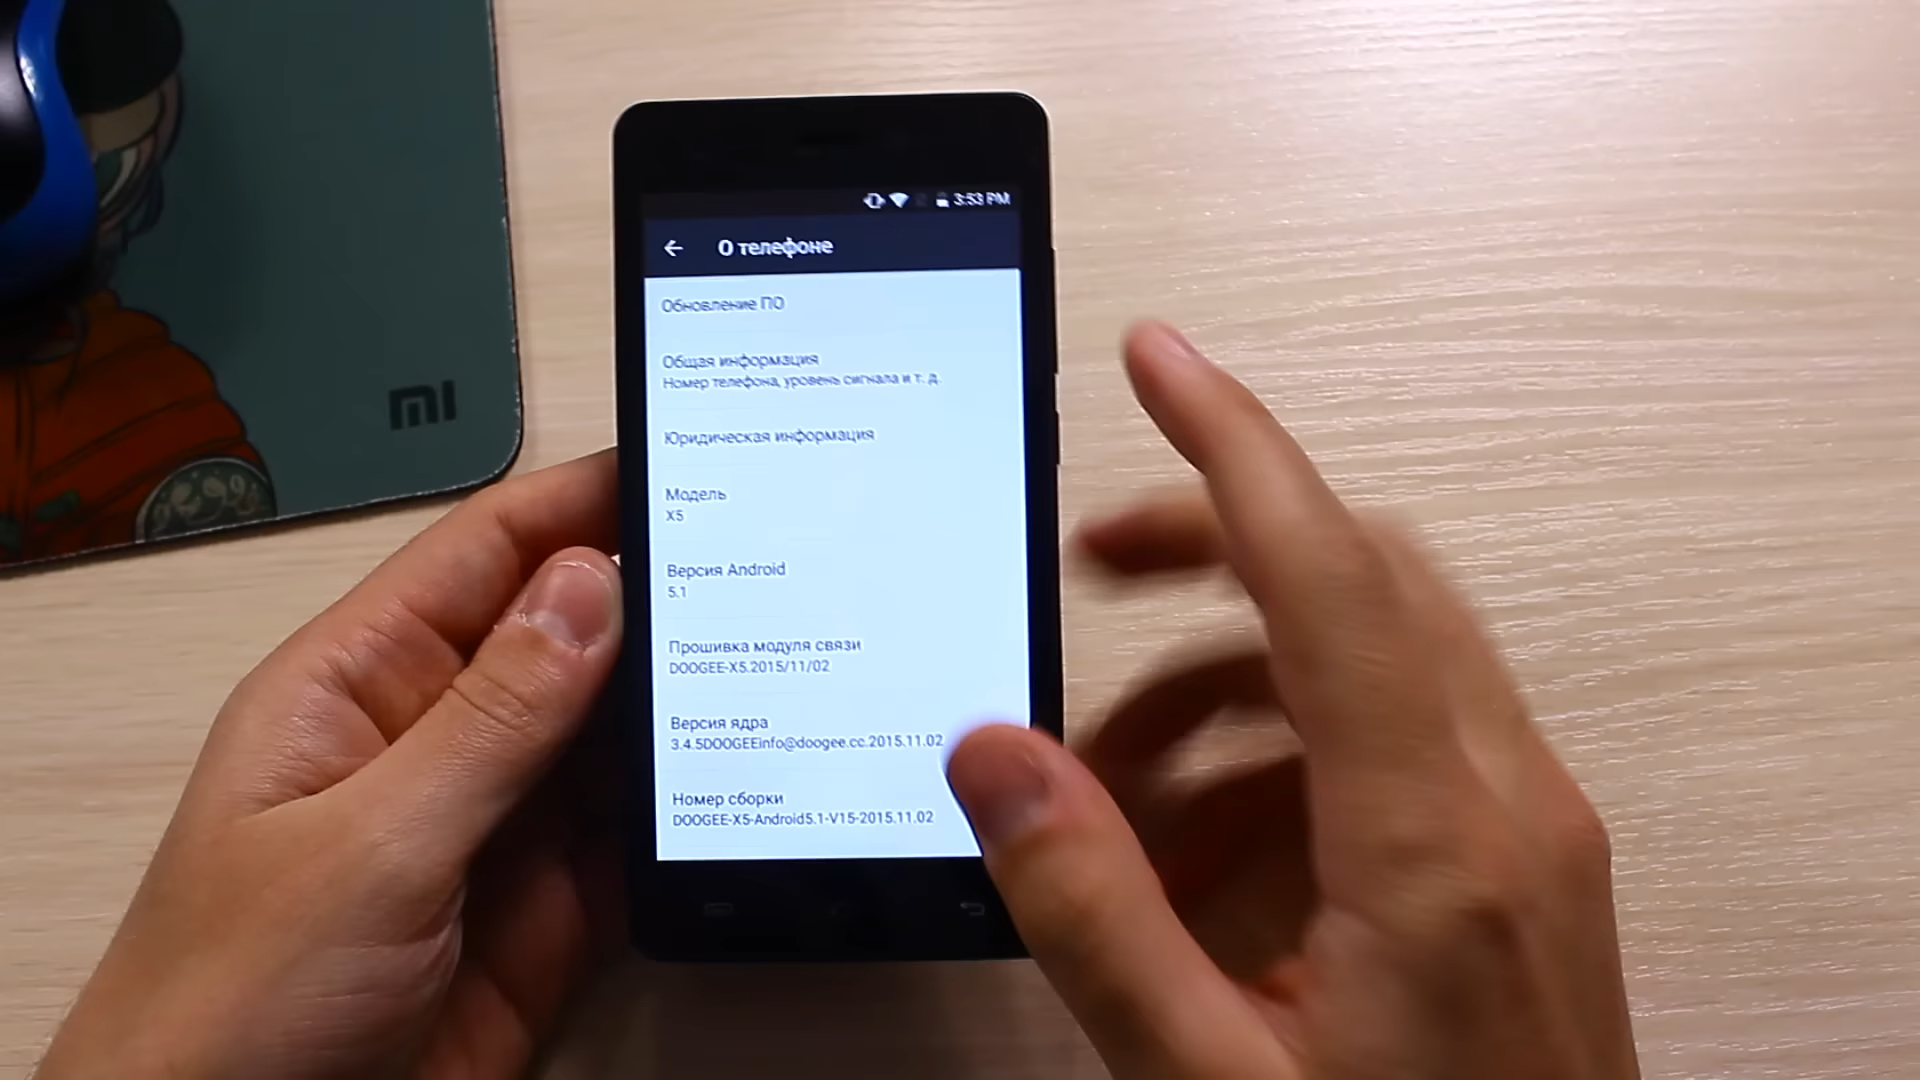 3:53 PM
О телефоне
Обновление ПО
Общая информация
Номер телефона, уровень сигнала и т. д.
Юридическая информация
Модель
X5
Версия Android
5.1
Прошивка модуля связи
DOOGEE-X5.2015/11/02
Версия ядра
3.4.5DOOGEEinfo@doogee.cc.2015.11.02
Номер сборки
DOOGEE-X5-Android5.1-V15-2015.11.02
MI